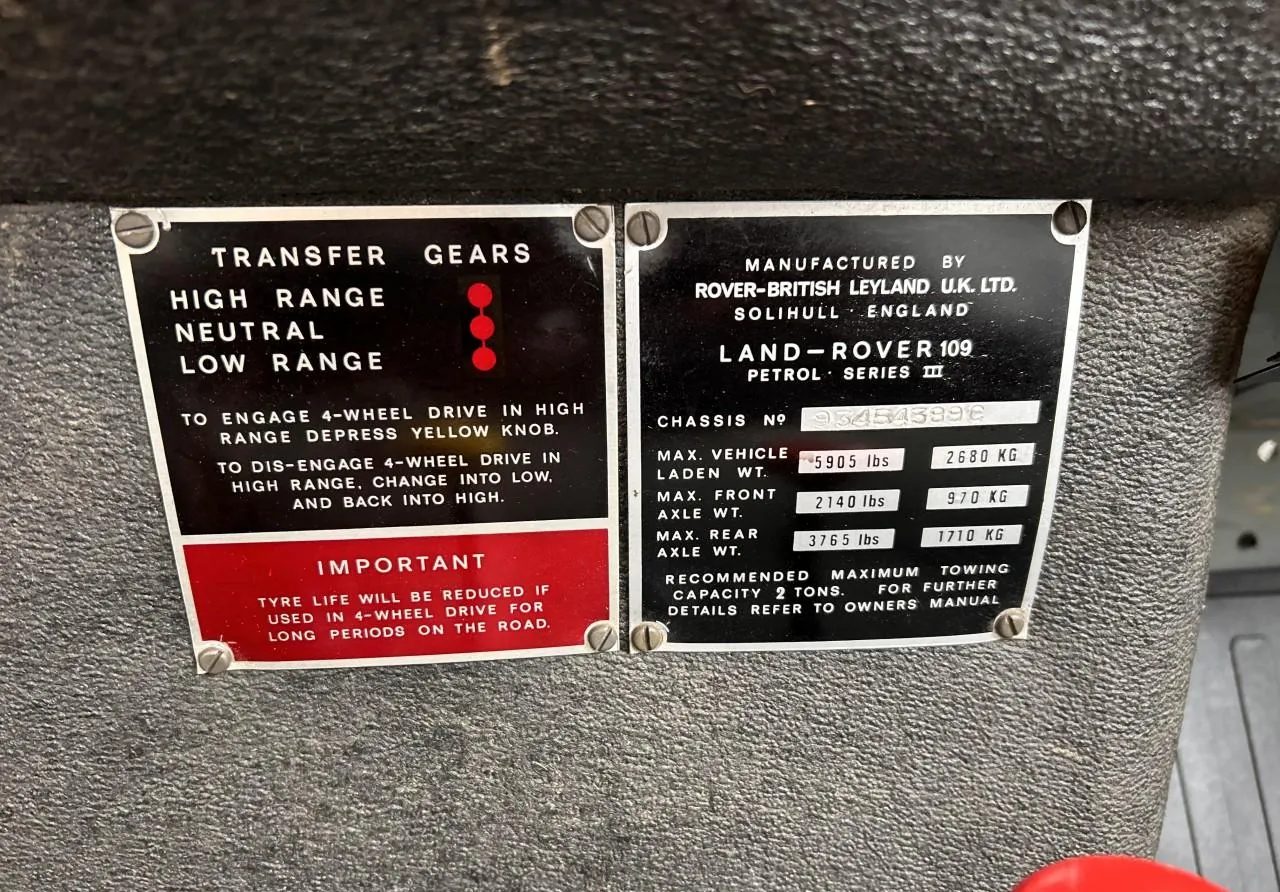 TRANSFER GEARS
HIGH RANGE
NEUTRAL
LOW RANGE
TO ENGAGE 4-WHEEL DRIVE IN HIGH
RANGE DEPRESS YELLOW KNOB.
TO DIS-ENGAGE 4-WHEEL DRIVE IN
HIGH RANGE, CHANGE INTO LOW,
AND BACK INTO HIGH.
IMPORTANT
TYRE LIFE WILL BE REDUCED IF
USED IN 4-WHEEL DRIVE FOR
LONG PERIODS ON THE ROAD.
MANUFACTURED BY
ROVER-BRITISH LEYLAND U.K. LTD.
SOLIHULL · ENGLAND
LAND-ROVER 109
PETROL · SERIES III
CHASSIS Nº
MAX. VEHICLE
LADEN WT. 5905 lbs 2680 KG
MAX. FRONT
AXLE WT. 2140 lbs 970 KG
MAX. REAR
AXLE WT. 3765 lbs 1710 KG
RECOMMENDED MAXIMUM TOWING
CAPACITY 2 TONS. FOR FURTHER
DETAILS REFER TO OWNERS MANUAL